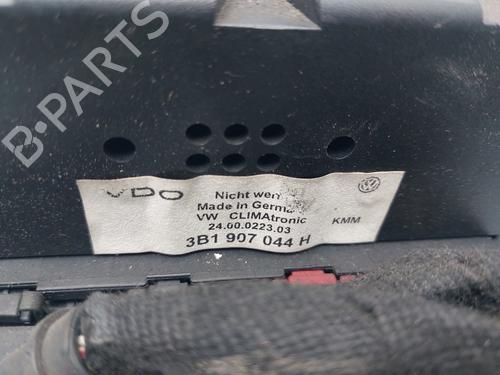 B-PARTS
VDO
Nicht wen
Made in Germa
VW CLIMAtronic
24.00.0223.03
3B1 907 044 H
KMM